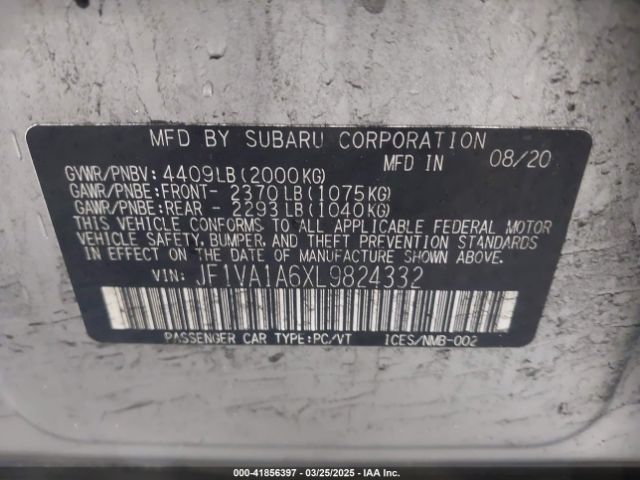 MFD BY SUBARU CORPORATION
MFD IN 08/20
GVWR/PNBV: 4409LB(2000KG)
GAWR/PNBE:FRONT- 2370LB(1075KG)
GAWR/PNBE:REAR - 2293LB(1040KG)
THIS VEHICLE CONFORMS TO ALL APPLICABLE FEDERAL MOTOR
VEHICLE SAFETY, BUMPER, AND THEFT PREVENTION STANDARDS
IN EFFECT ON THE DATE OF MANUFACTURE SHOWN ABOVE.
VIN: JF1VA1A6XL9824332
PASSENGER CAR TYPE:PC/VT ICES/NMB-002
000-41856397 - 03/25/2025 - IAA Inc.